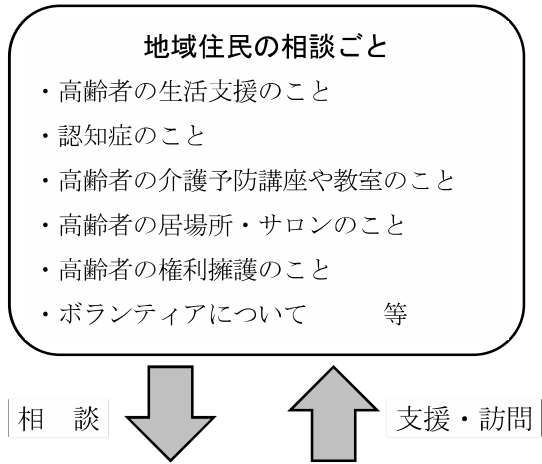 地域住民の相談ごと
・高齢者の生活支援のこと
・認知症のこと
・高齢者の介護予防講座や教室のこと
・高齢者の居場所・サロンのこと
・高齢者の権利擁護のこと
・ボランティアについて　　　等
相　談
支援・訪問